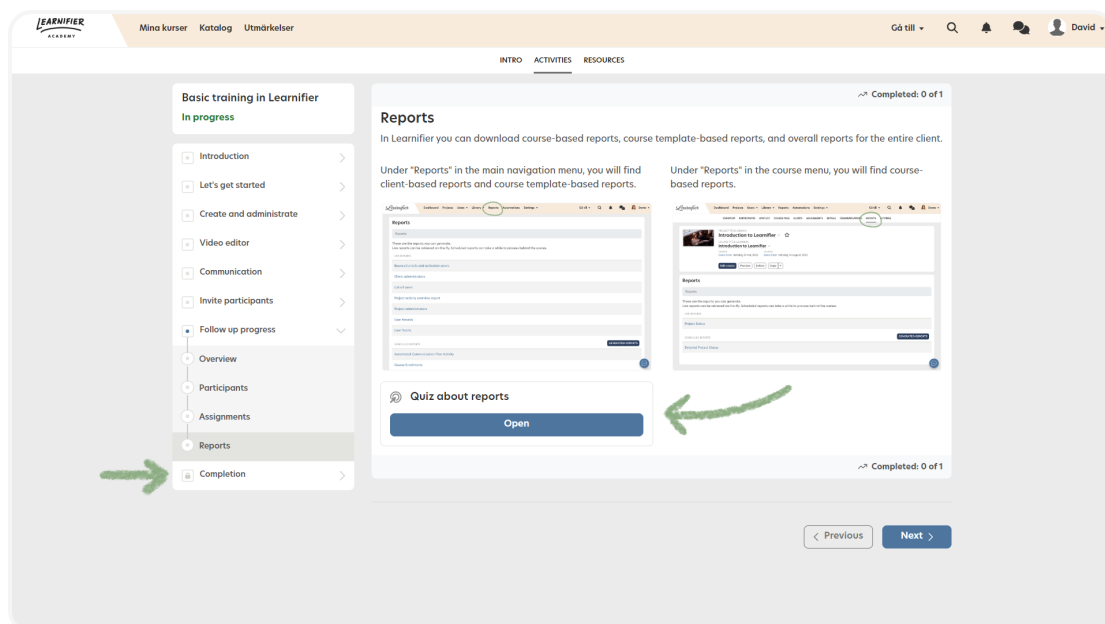 LEARNIFIER
ACADEMY
Mina kurser Katalog Utmärkelser
Gå till
David
INTRO ACTIVITIES RESOURCES
Basic training in Learnifier
In progress
Introduction
Let's get started
Create and administrate
Video editor
Communication
Invite participants
Follow up progress
Overview
Participants
Assignments
Reports
Completion
Completed: 0 of 1
Reports
In Learnifier you can download course-based reports, course template-based reports, and overall reports for the entire client.
Under "Reports" in the main navigation menu, you will find
client-based reports and course template-based reports.
Under "Reports" in the course menu, you will find course-
based reports.
Learnifier
Reports
Learnifier
Introduction to Learnifier
Introduction to Learnifier
Reports
Quiz about reports
Open
Completed: 0 of 1
Previous
Next